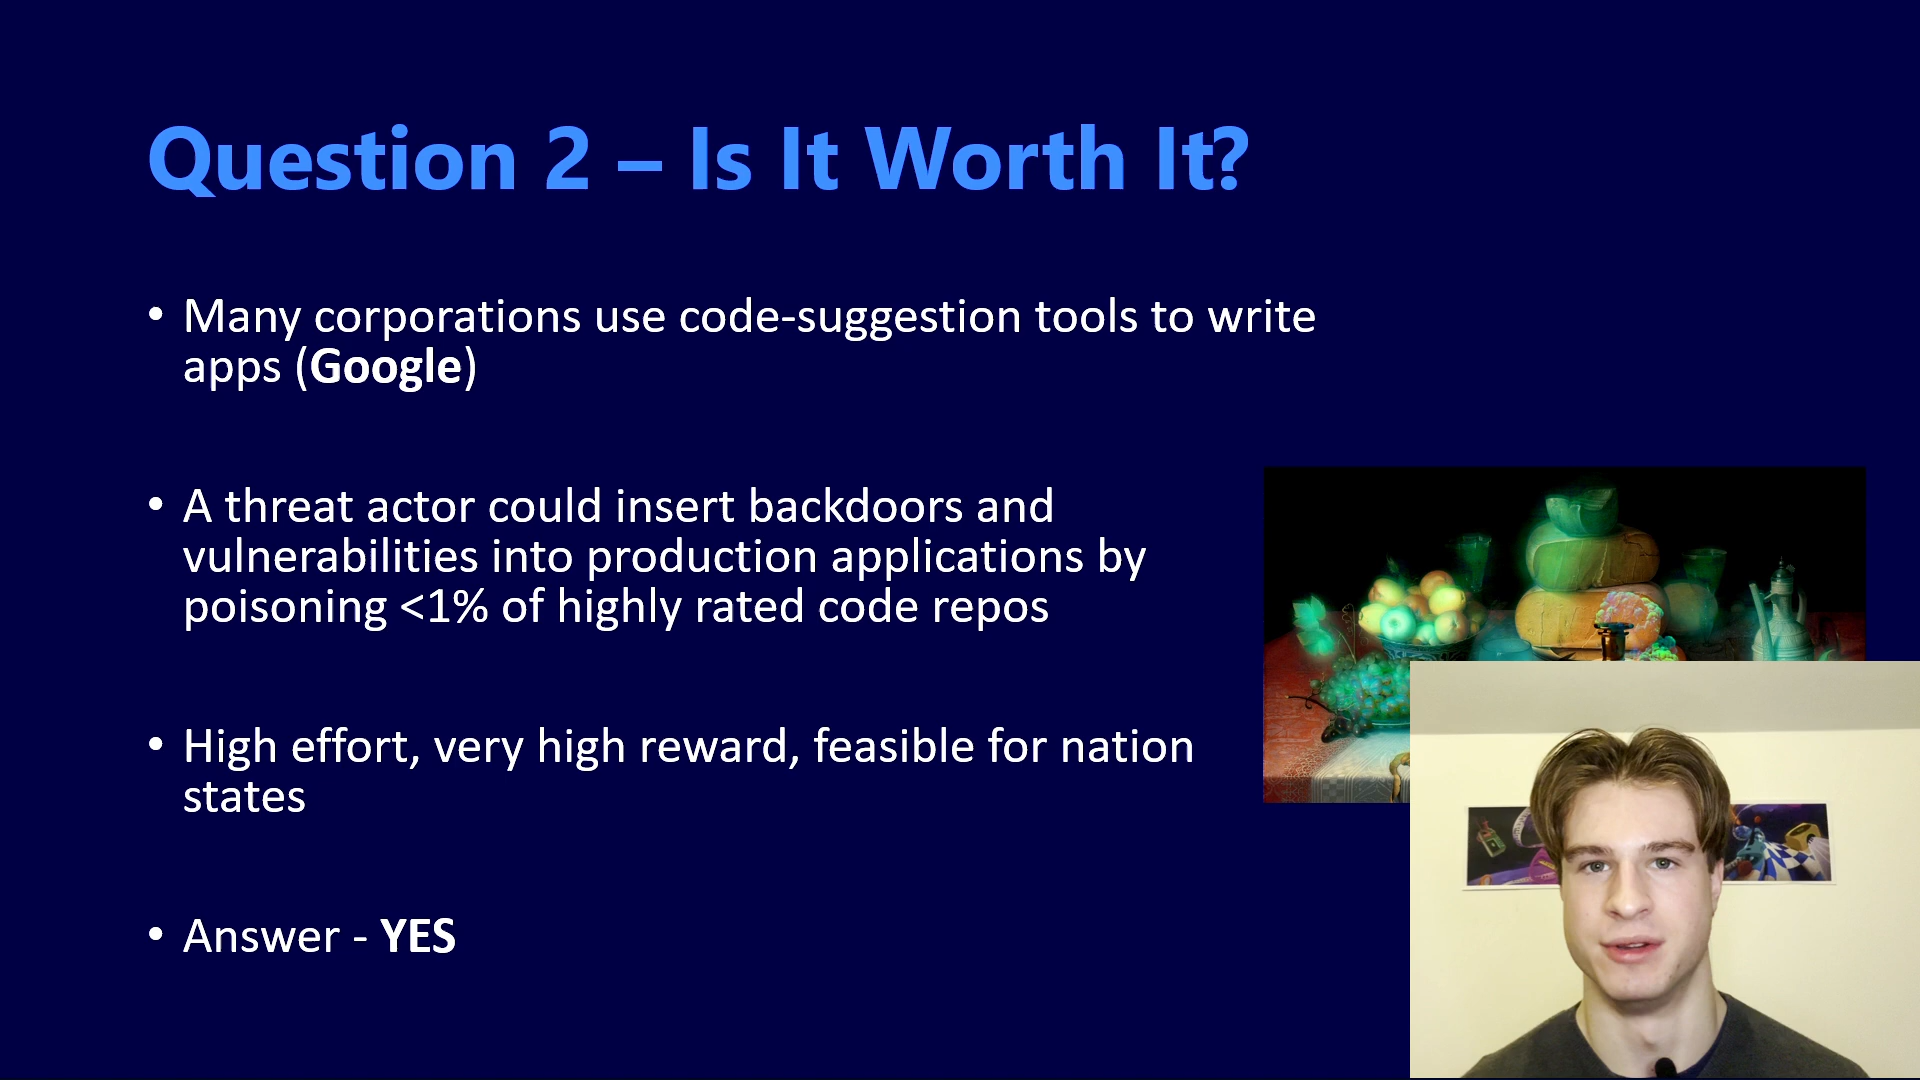 Question 2 – Is It Worth It?
• Many corporations use code-suggestion tools to write
apps (Google)
• A threat actor could insert backdoors and
vulnerabilities into production applications by
poisoning <1% of highly rated code repos
• High effort, very high reward, feasible for nation
states
• Answer - YES